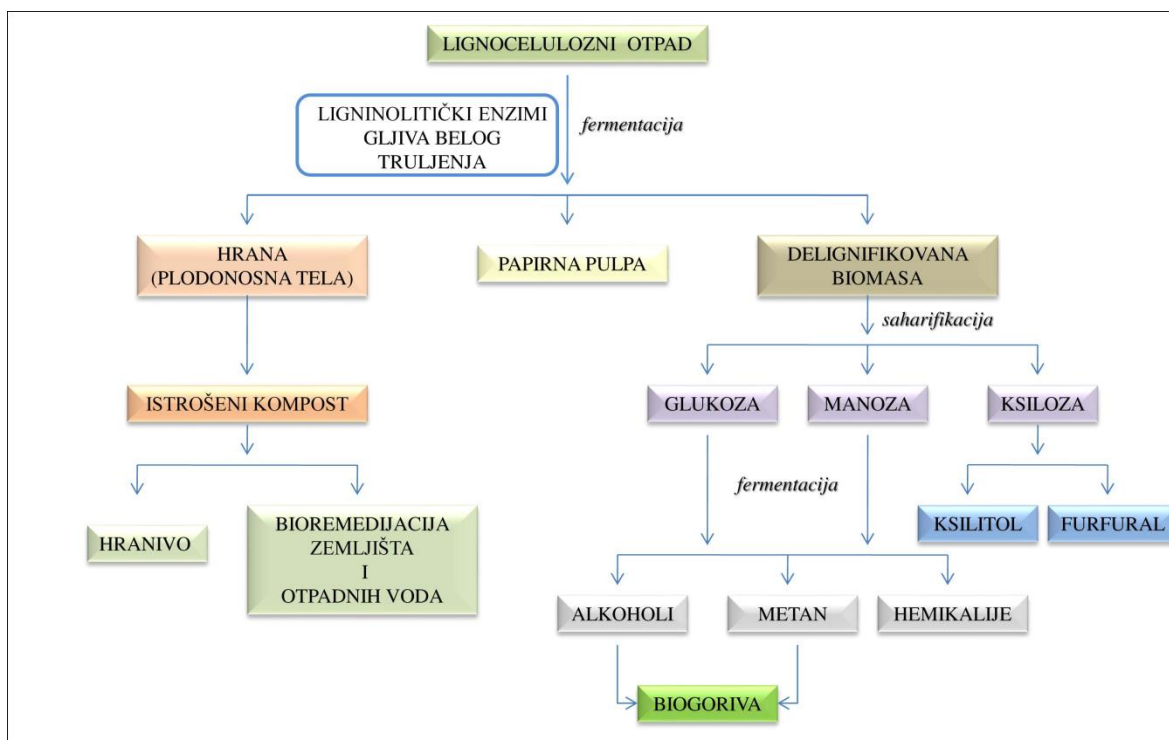 LIGNOCELULOZNI OTPAD
LIGNINOLITIČKI ENZIMI
GLJIVA BELOG
TRULJENJA
fermentacija
HRANA
(PLODONOSNA TELA)
PAPIRNA PULPA
DELIGNIFIKOVANA
BIOMASA
saharifikacija
ISTROŠENI KOMPOST
GLUKOZA
MANOZA
KSILOZA
fermentacija
HRANIVO
BIOREMEDIJACIJA
ZEMLJIŠTA
I
OTPADNIH VODA
KSILITOL
FURFURAL
ALKOHOLI
METAN
HEMIKALIJE
BIOGORIVA